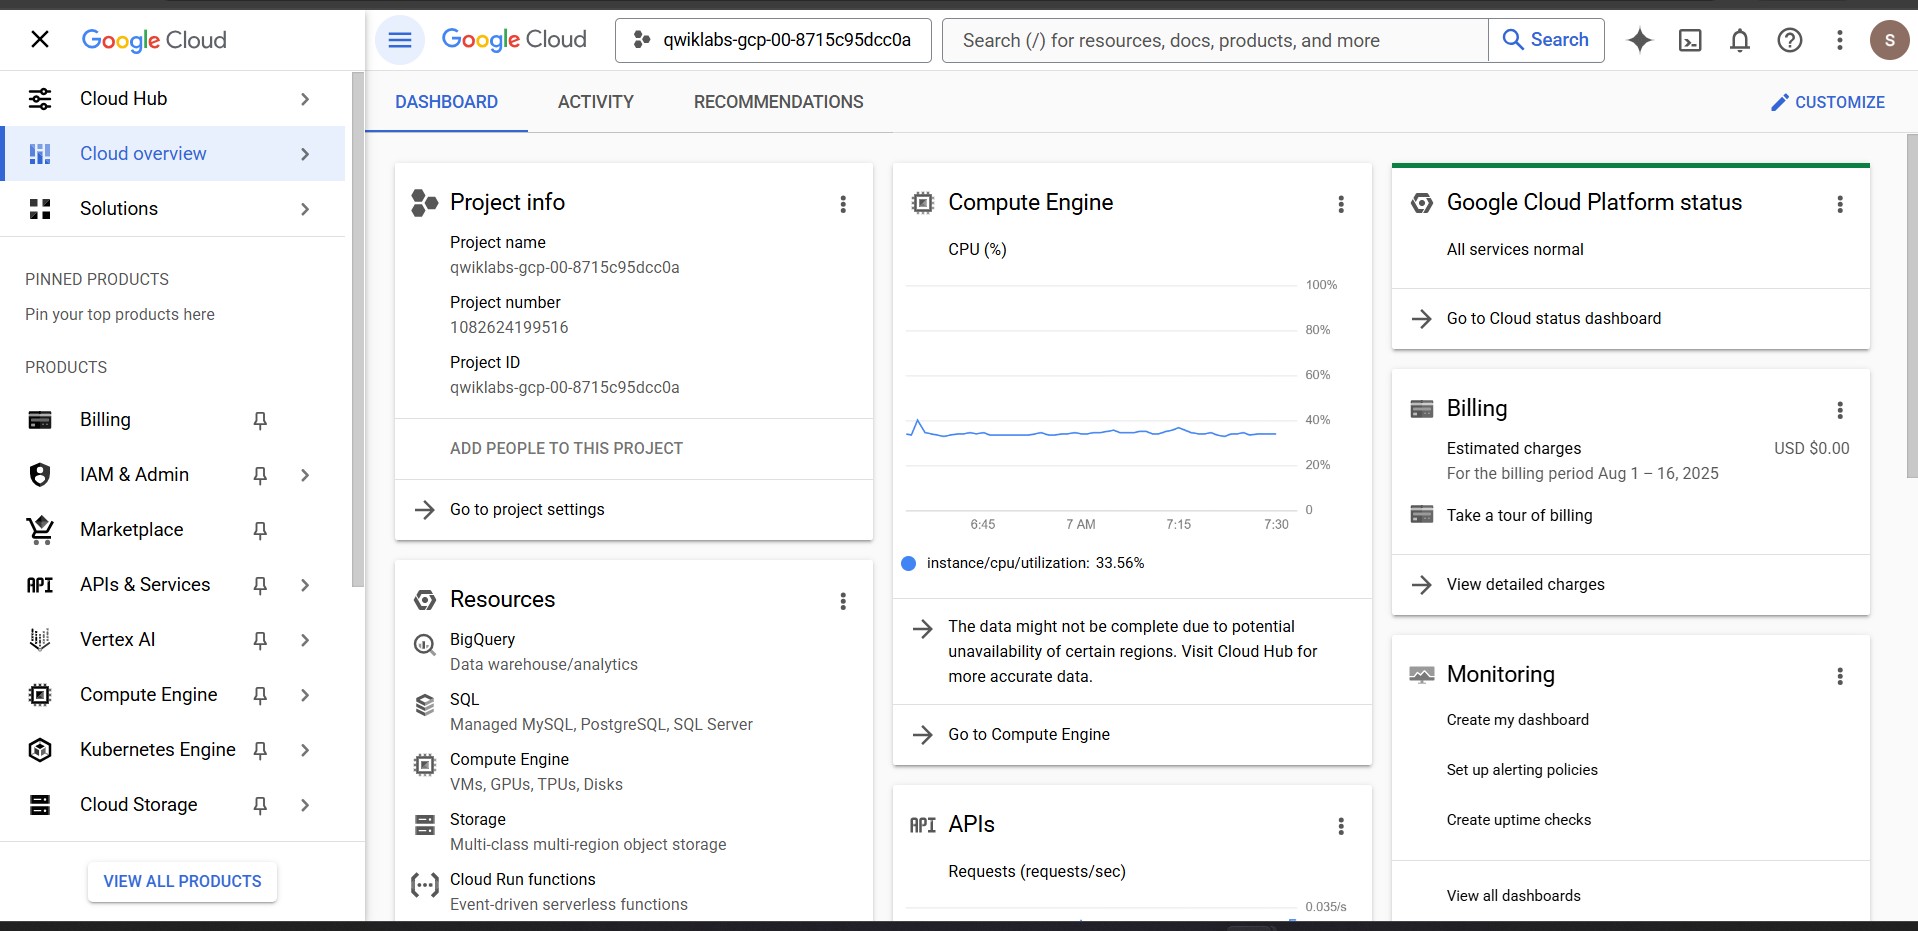 Google Cloud
Google Cloud
qwiklabs-gcp-00-8715c95dcc0a
Search (/) for resources, docs, products, and more
Search
S
Cloud Hub
Cloud overview
Solutions
PINNED PRODUCTS
Pin your top products here
PRODUCTS
Billing
IAM & Admin
Marketplace
API APIs & Services
Vertex AI
Compute Engine
Kubernetes Engine
Cloud Storage
VIEW ALL PRODUCTS
DASHBOARD
ACTIVITY
RECOMMENDATIONS
CUSTOMIZE
Project info
Project name
qwiklabs-gcp-00-8715c95dcc0a
Project number
1082624199516
Project ID
qwiklabs-gcp-00-8715c95dcc0a
ADD PEOPLE TO THIS PROJECT
Go to project settings
Resources
BigQuery
Data warehouse/analytics
SQL
Managed MySQL, PostgreSQL, SQL Server
Compute Engine
VMs, GPUs, TPUs, Disks
Storage
Multi-class multi-region object storage
Cloud Run functions
Event-driven serverless functions
Compute Engine
CPU (%)
100%
80%
60%
40%
20%
0
6:45 7 AM 7:15 7:30
instance/cpu/utilization: 33.56%
The data might not be complete due to potential
unavailability of certain regions. Visit Cloud Hub for
more accurate data.
Go to Compute Engine
API APIs
Requests (requests/sec)
0.035/s
Google Cloud Platform status
All services normal
Go to Cloud status dashboard
Billing
Estimated charges USD $0.00
For the billing period Aug 1 – 16, 2025
Take a tour of billing
View detailed charges
Monitoring
Create my dashboard
Set up alerting policies
Create uptime checks
View all dashboards